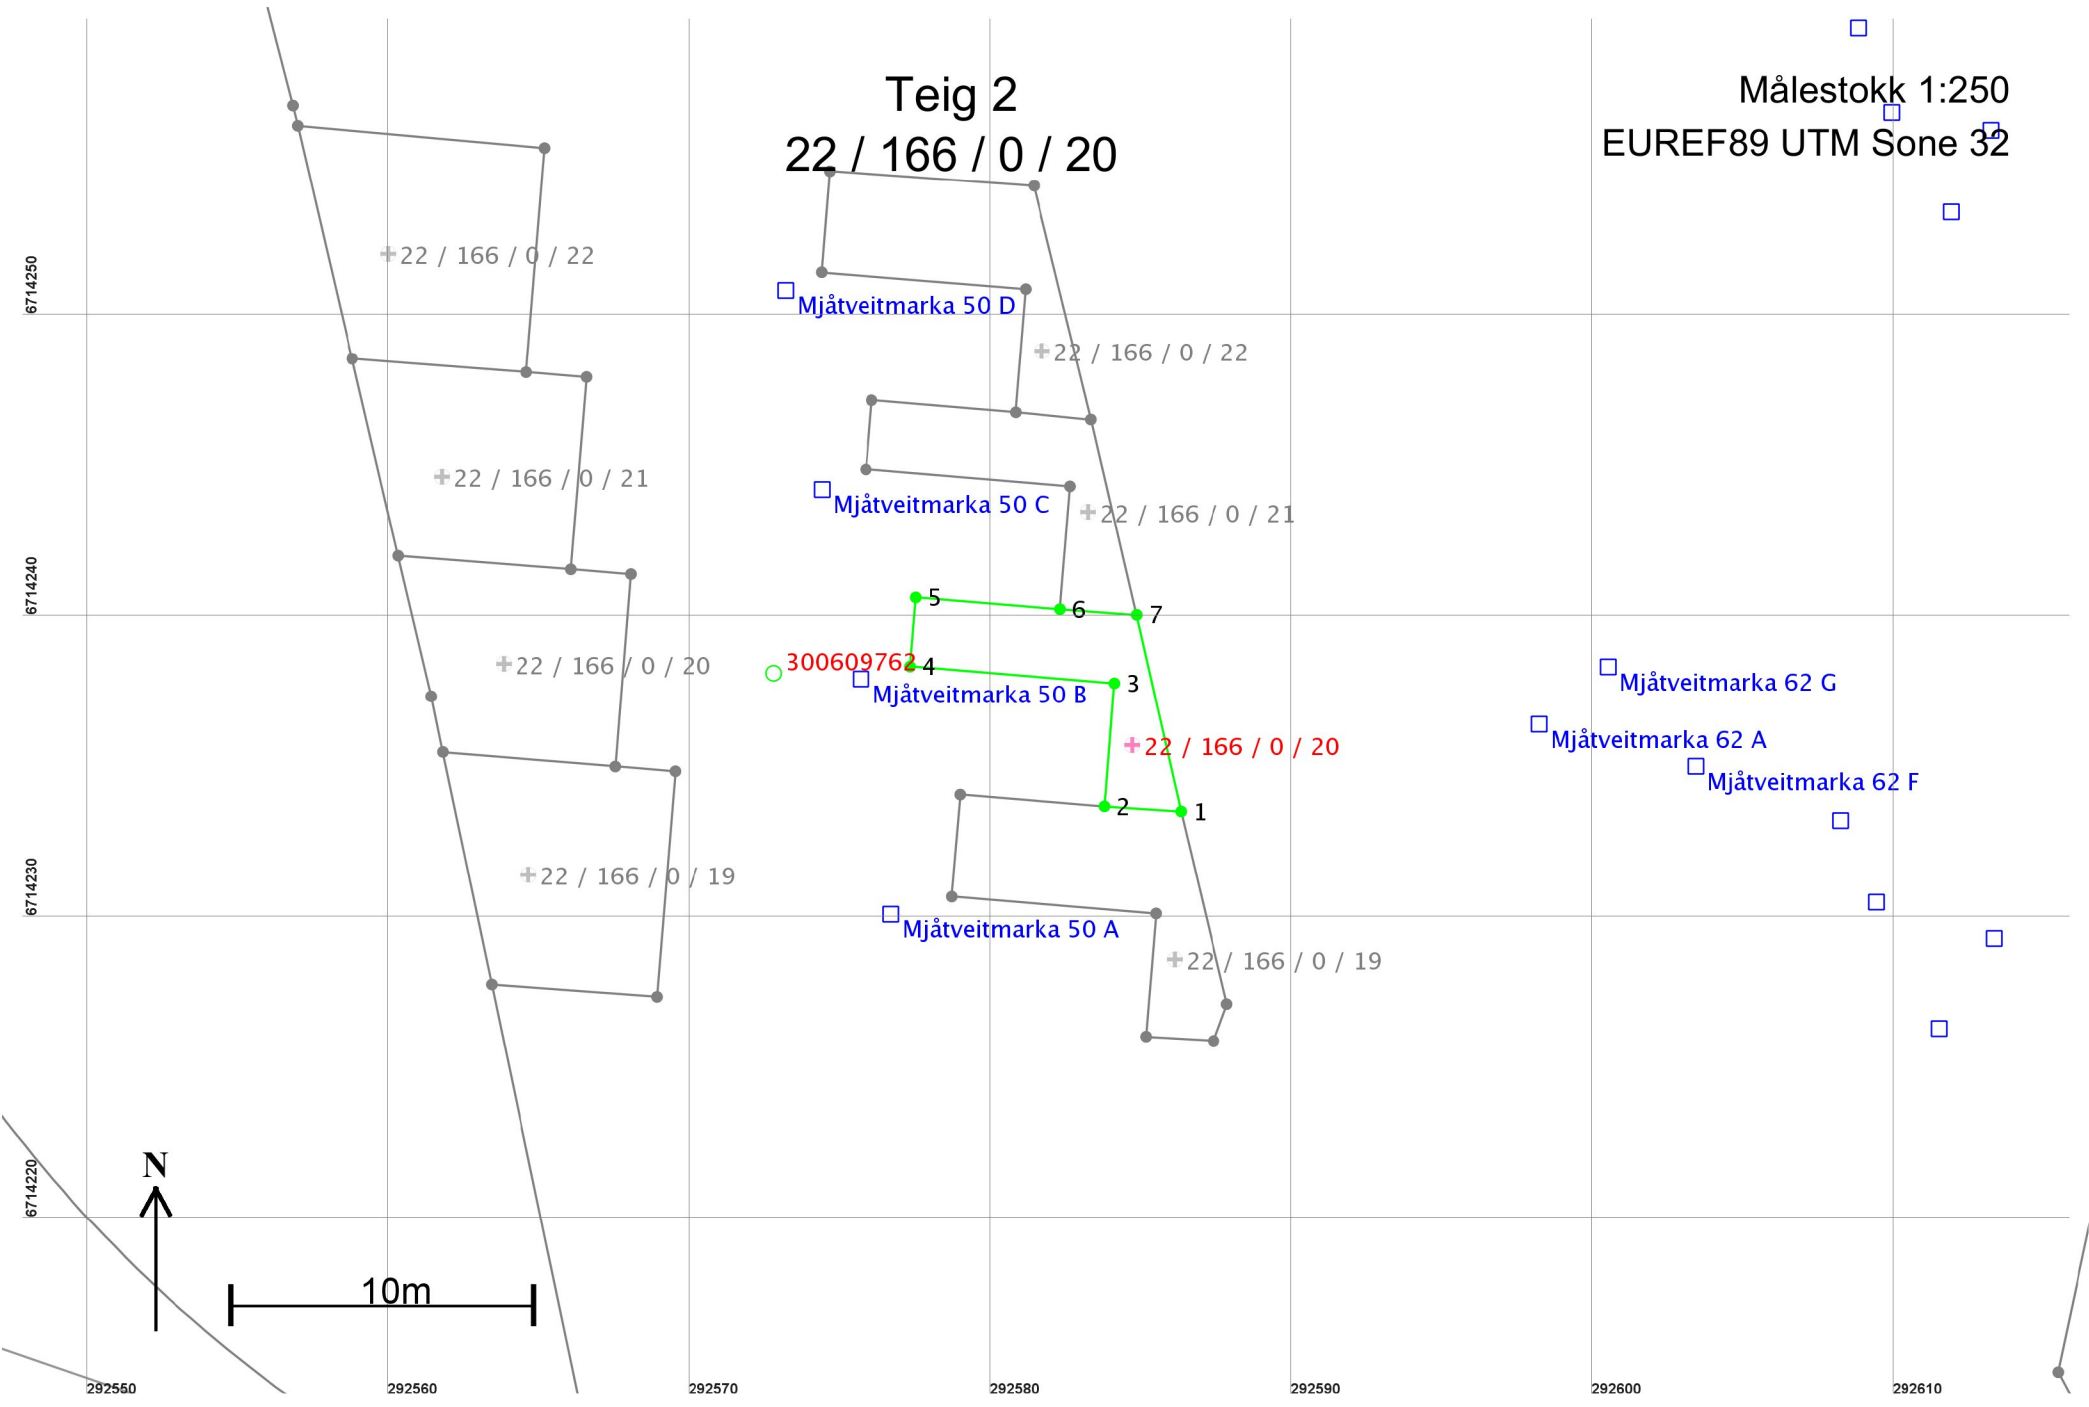 Teig 2
22 / 166 / 0 / 20
Målestokk 1:250
EUREF89 UTM Sone 32
22 / 166 / 0 / 22
6714250
Mjåtveitmarka 50 D
22 / 166 / 0 / 22
22 / 166 / 0 / 21
Mjåtveitmarka 50 C
22 / 166 / 0 / 21
6714240
5
6
7
300609762
4
22 / 166 / 0 / 20
Mjåtveitmarka 50 B
3
Mjåtveitmarka 62 G
22 / 166 / 0 / 20
Mjåtveitmarka 62 A
Mjåtveitmarka 62 F
2
1
22 / 166 / 0 / 19
6714230
Mjåtveitmarka 50 A
22 / 166 / 0 / 19
N
6714220
10m
292550
292560
292570
292580
292590
292600
292610